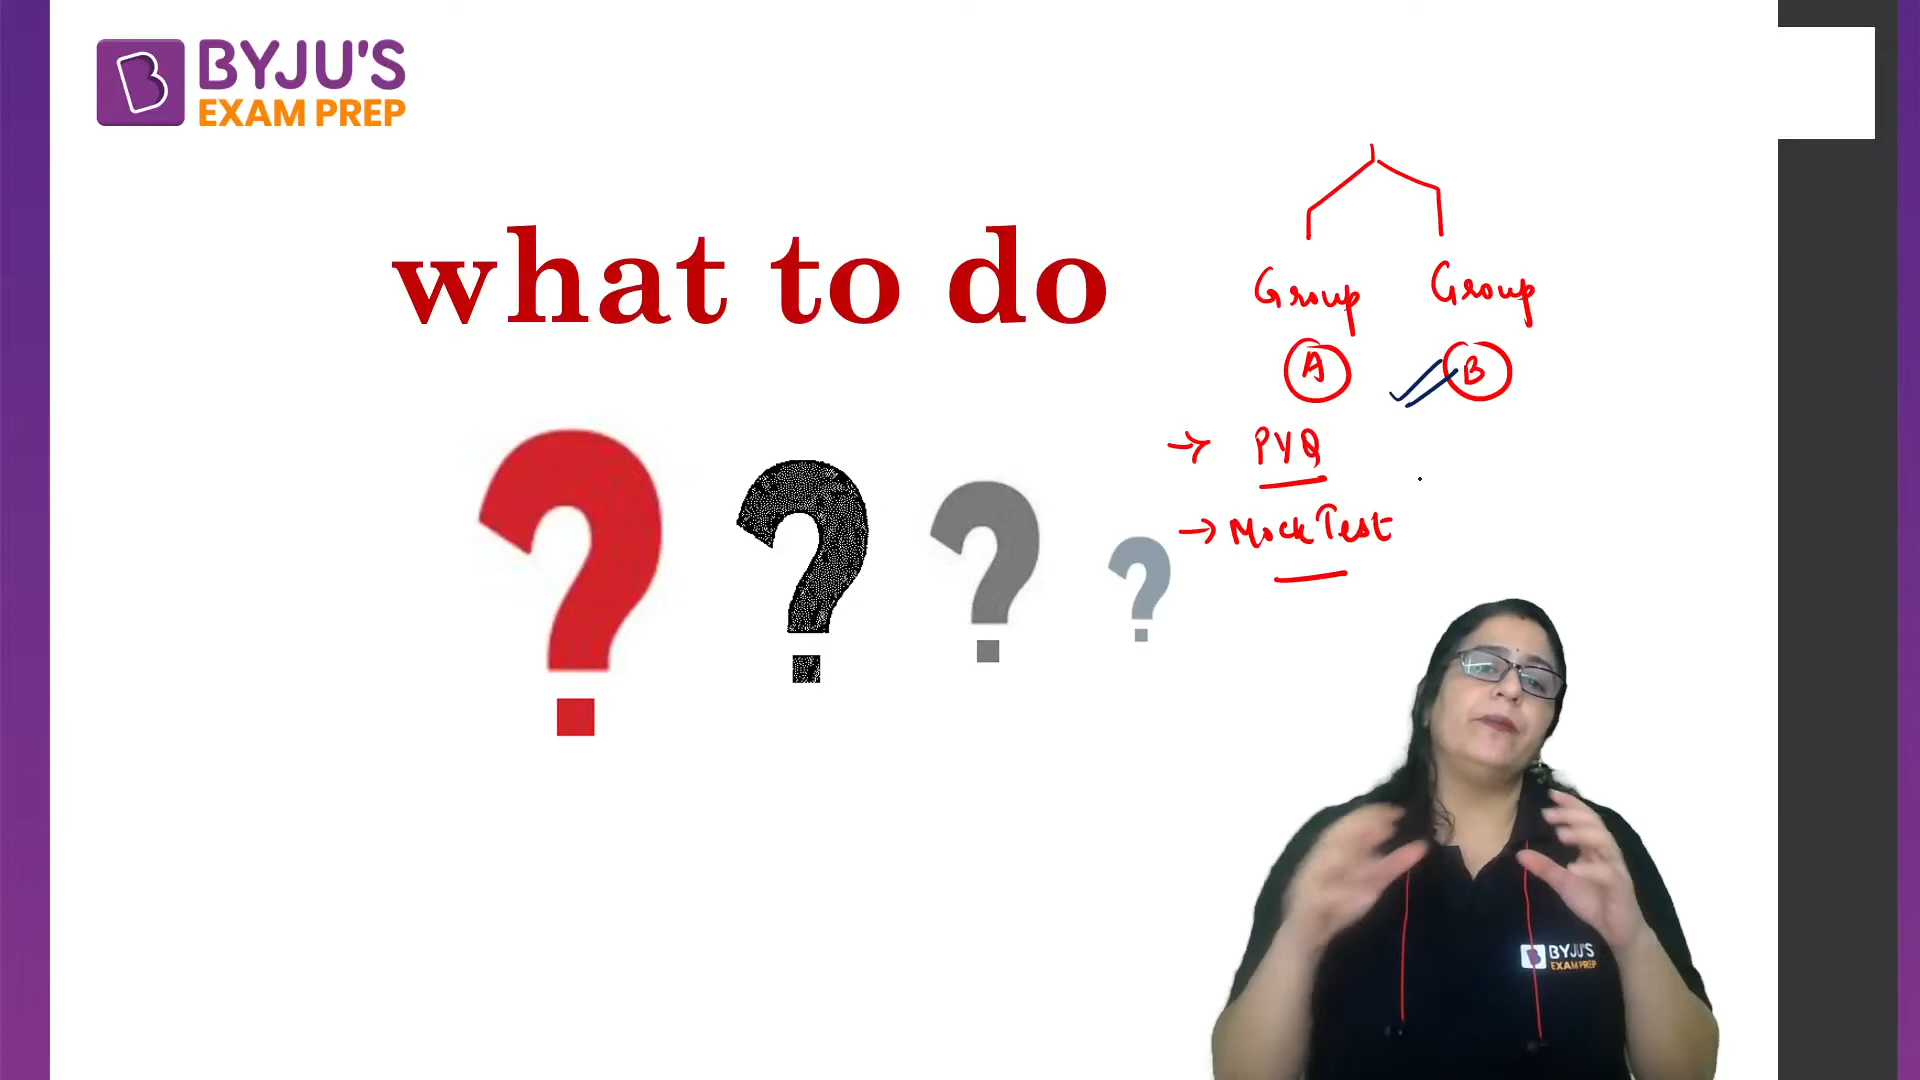 BYJU'S
EXAM PREP
what to do
? ? ? ?
Group Group
A B
→ PYQ
→ Mock Test
BYJU'S
EXAM PREP